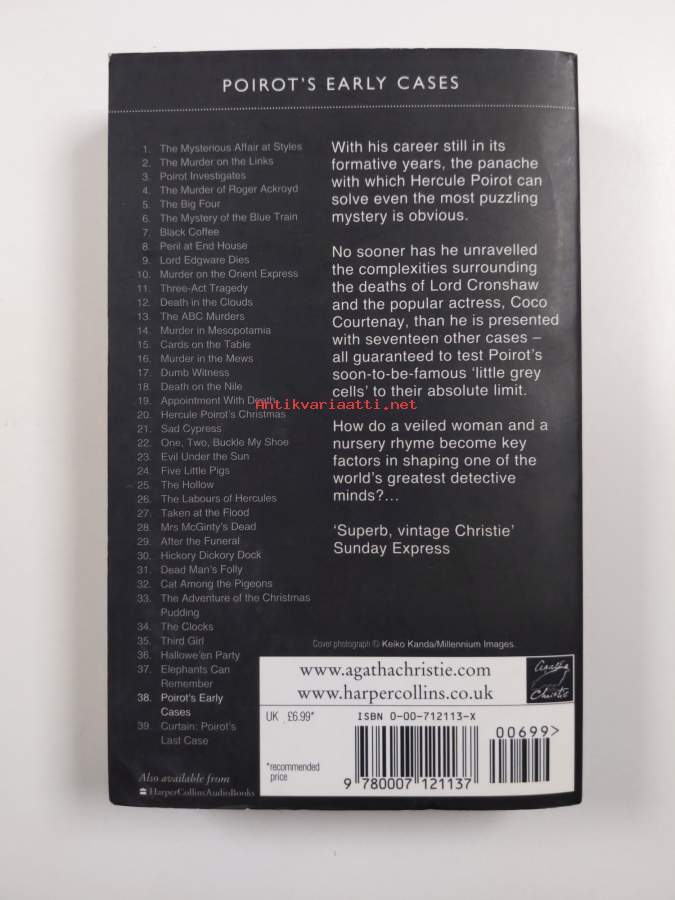 POIROT'S EARLY CASES
1. The Mysterious Affair at Styles
2. The Murder on the Links
3. Poirot Investigates
4. The Murder of Roger Ackroyd
5. The Big Four
6. The Mystery of the Blue Train
7. Black Coffee
8. Peril at End House
9. Lord Edgware Dies
10. Murder on the Orient Express
11. Three-Act Tragedy
12. Death in the Clouds
13. The ABC Murders
14. Murder in Mesopotamia
15. Cards on the Table
16. Murder in the Mews
17. Dumb Witness
18. Death on the Nile
19. Appointment With Death
20. Hercule Poirot's Christmas
21. Sad Cypress
22. One, Two, Buckle My Shoe
23. Evil Under the Sun
24. Five Little Pigs
25. The Hollow
26. The Labours of Hercules
27. Taken at the Flood
28. Mrs McGinty's Dead
29. After the Funeral
30. Hickory Dickory Dock
31. Dead Man's Folly
32. Cat Among the Pigeons
33. The Adventure of the Christmas
Pudding
34. The Clocks
35. Third Girl
36. Hallowe'en Party
37. Elephants Can
Remember
38. Poirot's Early
Cases
39. Curtain: Poirot's
Last Case
Also available from
HarperCollinsAudioBooks
With his career still in its
formative years, the panache
with which Hercule Poirot can
solve even the most puzzling
mystery is obvious.
No sooner has he unravelled
the complexities surrounding
the deaths of Lord Cronshaw
and the popular actress, Coco
Courtenay, than he is presented
with seventeen other cases –
all guaranteed to test Poirot's
soon-to-be-famous 'little grey
cells' to their absolute limit.
How do a veiled woman and a
nursery rhyme become key
factors in shaping one of the
world's greatest detective
minds?...
'Superb, vintage Christie'
Sunday Express
Antikvariaatti.net
Cover photograph © Keiko Kanda/Millennium Images.
www.agathachristie.com
www.harpercollins.co.uk
Agatha
Christie
UK £6.99*
*recommended
price
ISBN 0-00-712113-X
00699>
9 780007 121137